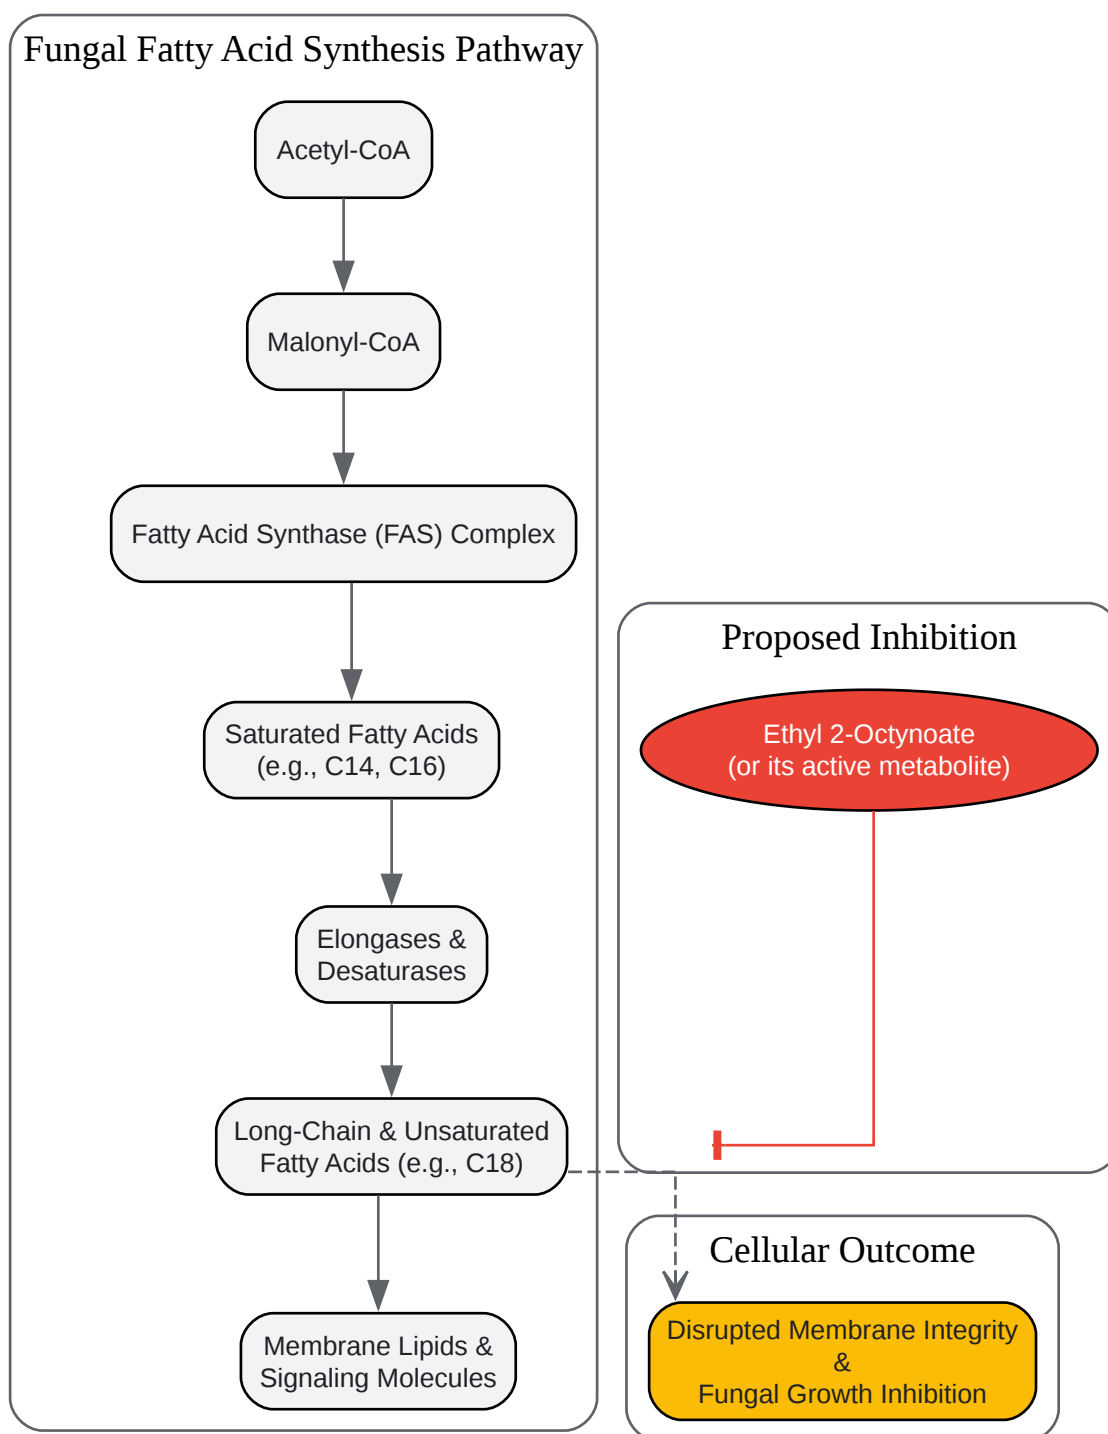 Fungal Fatty Acid Synthesis Pathway
Acetyl-CoA
Malonyl-CoA
Fatty Acid Synthase (FAS) Complex
Saturated Fatty Acids
(e.g., C14, C16)
Elongases &
Desaturases
Long-Chain & Unsaturated
Fatty Acids (e.g., C18)
Membrane Lipids &
Signaling Molecules
Proposed Inhibition
Ethyl 2-Octynoate
(or its active metabolite)
Cellular Outcome
Disrupted Membrane Integrity
&
Fungal Growth Inhibition